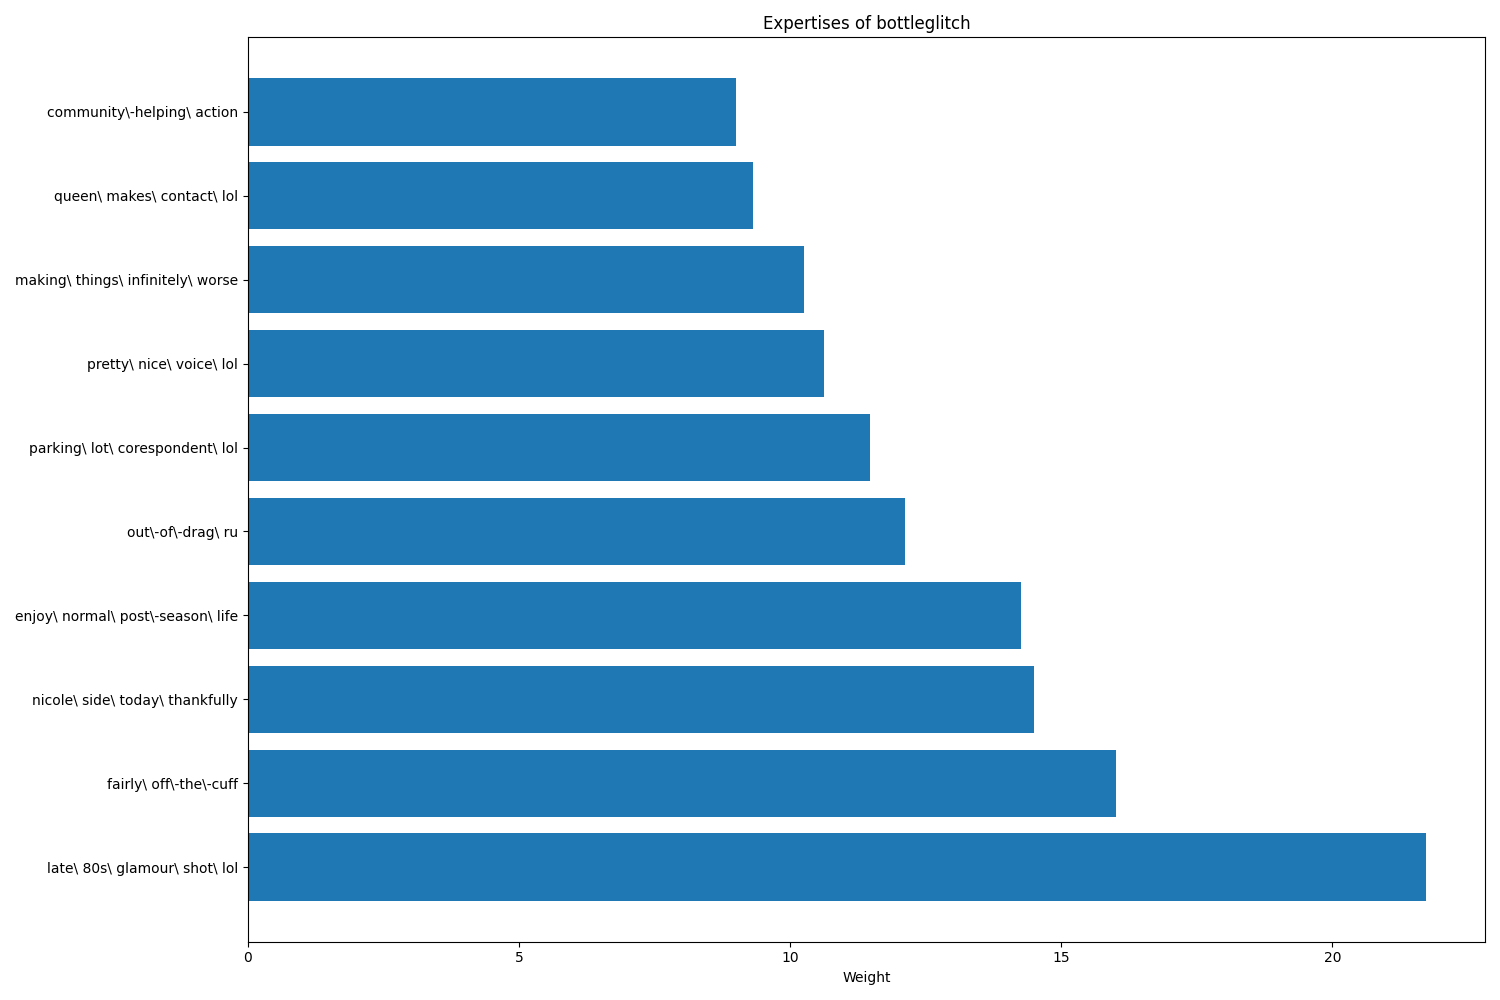 Expertises of bottleglitch
community\-helping\ action
queen\ makes\ contact\ lol
making\ things\ infinitely\ worse
pretty\ nice\ voice\ lol
parking\ lot\ corespondent\ lol
out\-of\-drag\ ru
enjoy\ normal\ post\-season\ life
nicole\ side\ today\ thankfully
fairly\ off\-the\-cuff
late\ 80s\ glamour\ shot\ lol
0 5 10 15 20
Weight